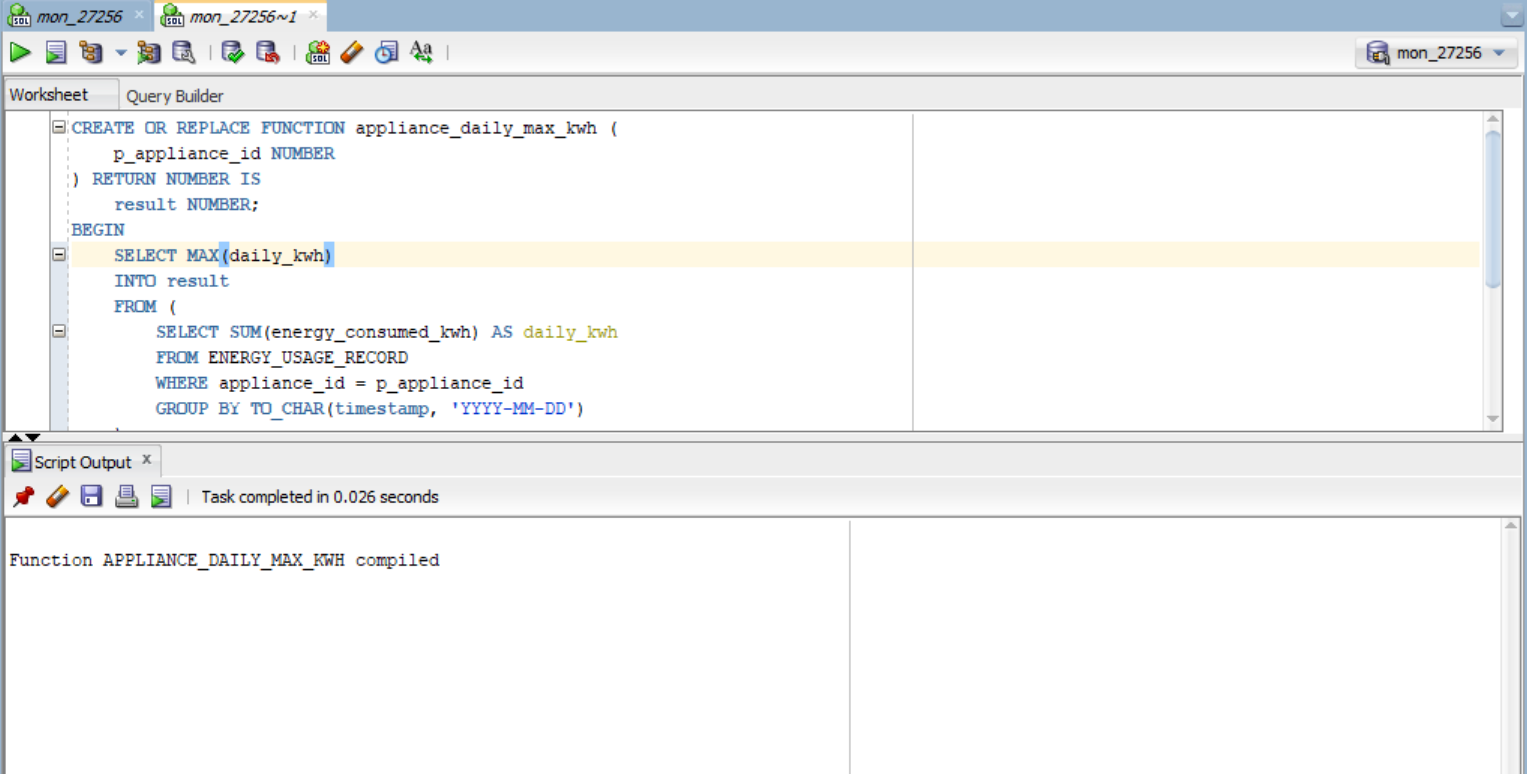 mon_27256
mon_27256~1
mon_27256
Worksheet
Query Builder
CREATE OR REPLACE FUNCTION appliance_daily_max_kwh (
p_appliance_id NUMBER
) RETURN NUMBER IS
result NUMBER;
BEGIN
SELECT MAX(daily_kwh)
INTO result
FROM (
SELECT SUM(energy_consumed_kwh) AS daily_kwh
FROM ENERGY_USAGE_RECORD
WHERE appliance_id = p_appliance_id
GROUP BY TO_CHAR(timestamp, 'YYYY-MM-DD')
Script Output x
Task completed in 0.026 seconds
Function APPLIANCE_DAILY_MAX_KWH compiled